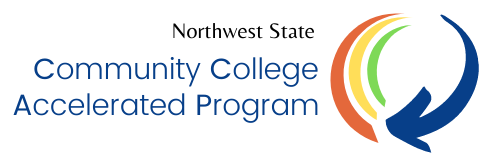 Northwest State
Community College
Accelerated Program